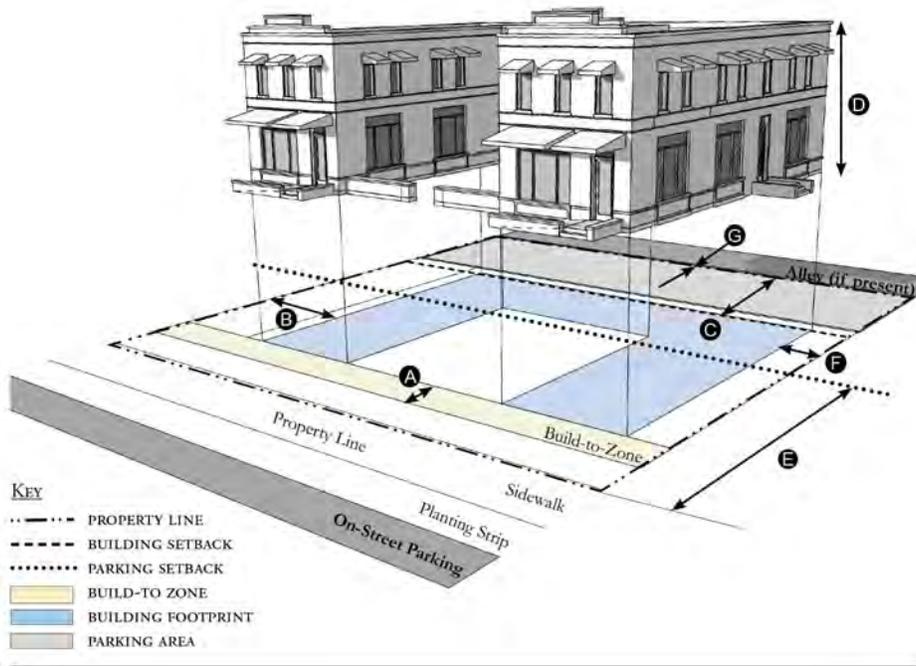 D
G
Alley (if present)
B
C
F
A
Property Line
Build-to-Zone
E
Sidewalk
Planting Strip
On-Street Parking
KEY
PROPERTY LINE
BUILDING SETBACK
PARKING SETBACK
BUILD-TO ZONE
BUILDING FOOTPRINT
PARKING AREA